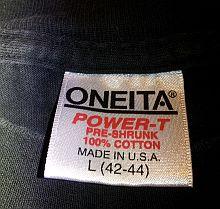 ONEITA®
POWER-T
PRE-SHRUNK
100% COTTON
MADE IN U.S.A.
L (42-44)